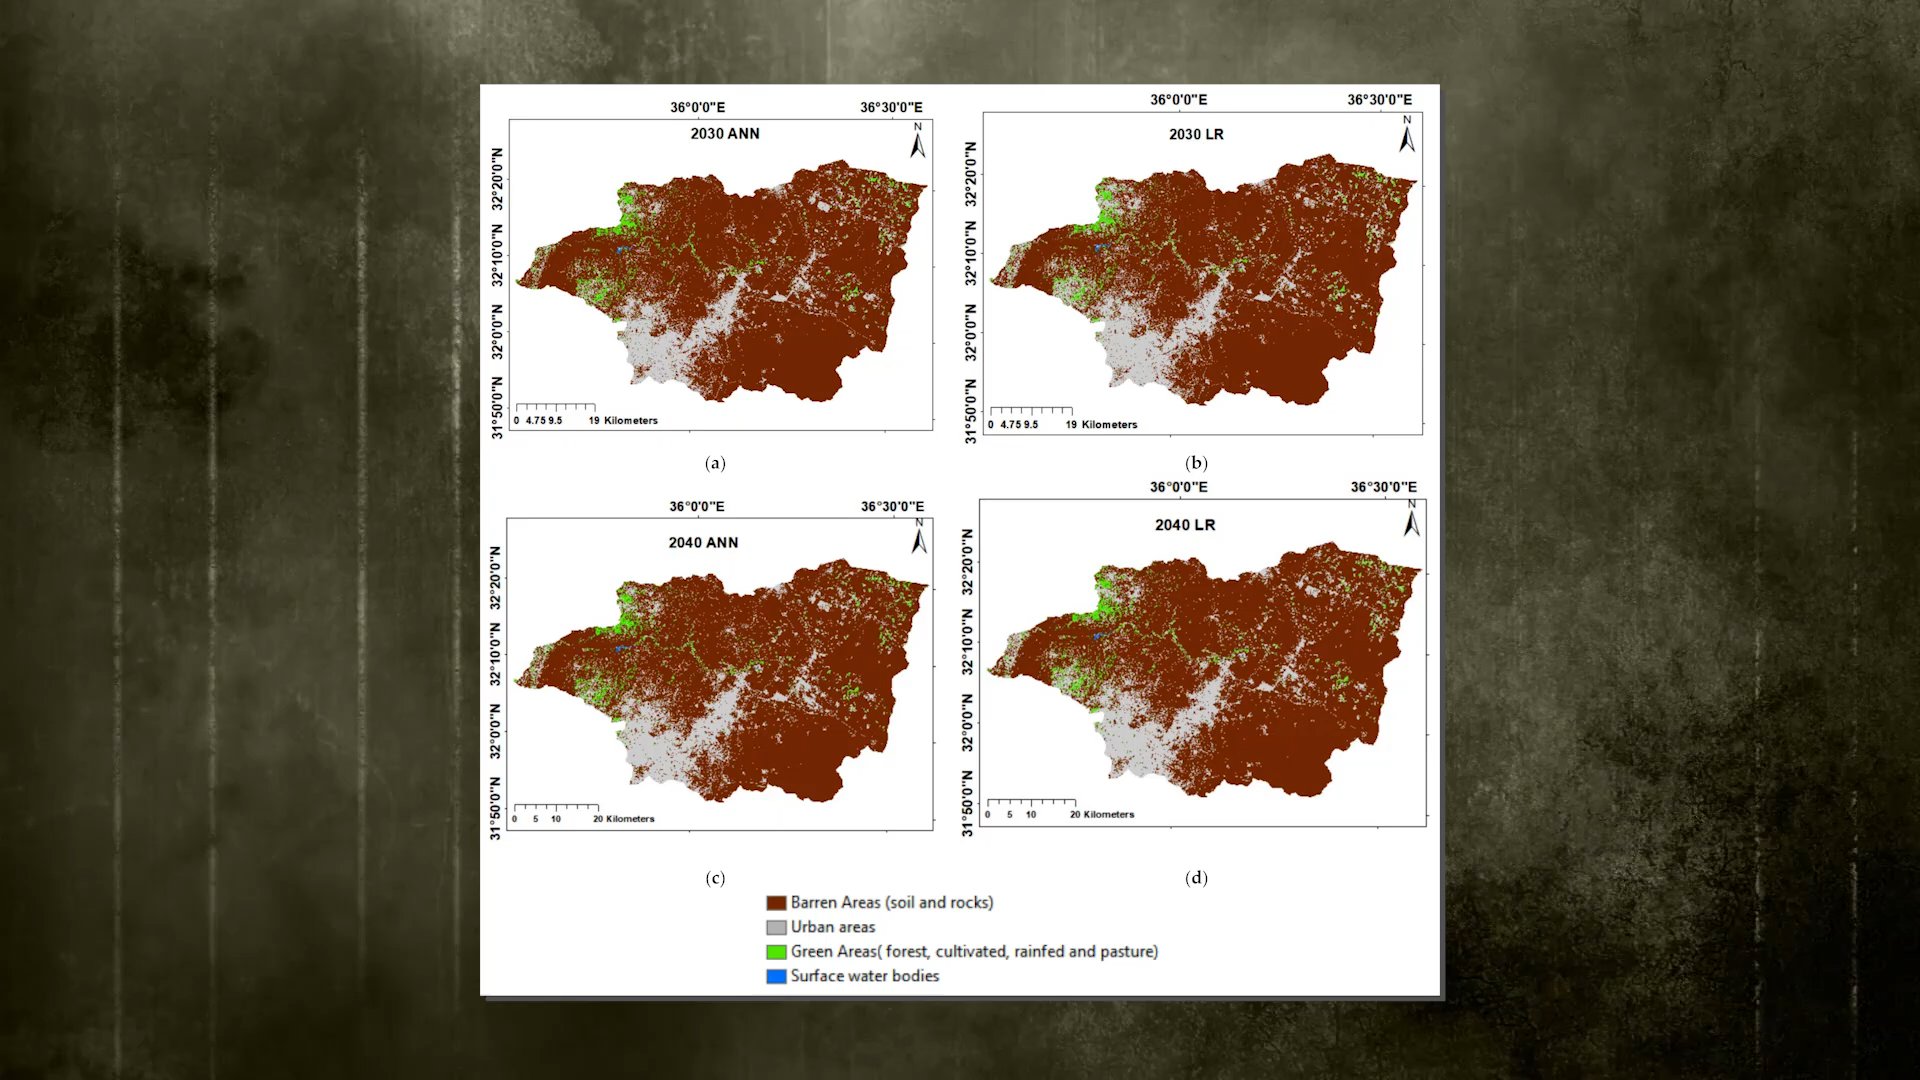 36°0'0"E 36°30'0"E
2030 ANN
N
32°20'0"N
32°10'0"N
32°0'0"N
31°50'0"N
0 4.75 9.5 19 Kilometers
(a)
36°0'0"E 36°30'0"E
2030 LR
N
32°20'0"N
32°10'0"N
32°0'0"N
31°50'0"N
0 4.75 9.5 19 Kilometers
(b)
36°0'0"E 36°30'0"E
2040 ANN
N
32°20'0"N
32°10'0"N
32°0'0"N
31°50'0"N
0 5 10 20 Kilometers
(c)
36°0'0"E 36°30'0"E
2040 LR
N
32°20'0"N
32°10'0"N
32°0'0"N
31°50'0"N
0 5 10 20 Kilometers
(d)
Barren Areas (soil and rocks)
Urban areas
Green Areas( forest, cultivated, rainfed and pasture)
Surface water bodies